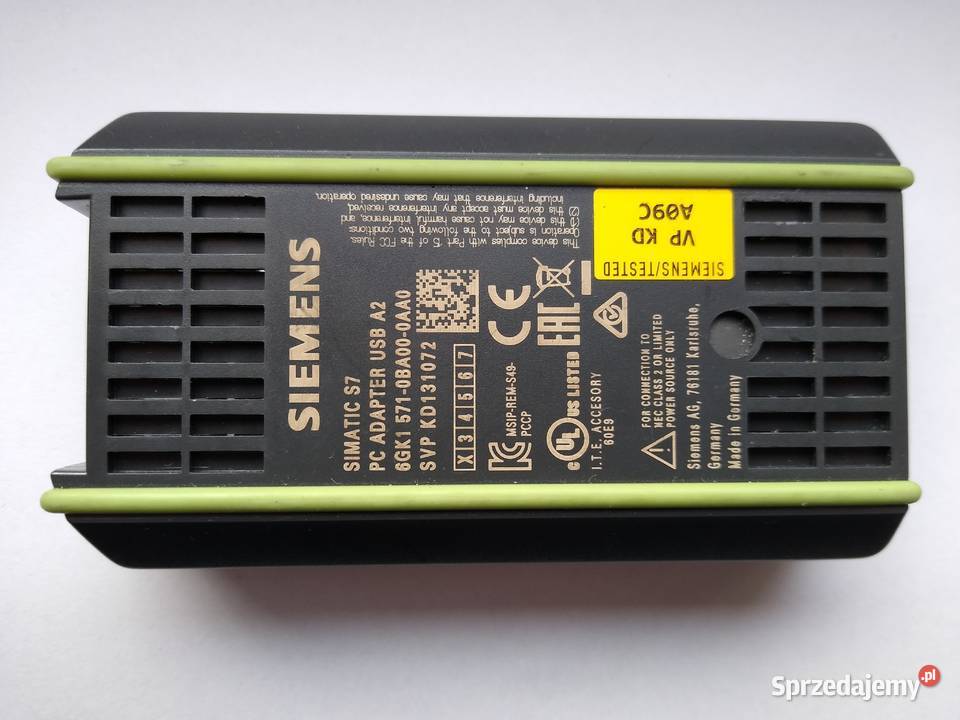 SIEMENS
SIMATIC S7
PC ADAPTER USB A2
6GK1 571-0BA00-0AA0
SVP KD131072
X 3 4 5 6 7
MSIP-REM-S49-
PCCP
CE
EAC
c UL US LISTED
I.T.E. ACCESORY
60E9
FOR CONNECTION TO
NEC CLASS 2 OR LIMITED
POWER SOURCE ONLY
Siemens AG, 76181 Karlsruhe,
Germany
Made in Germany
This device complies with Part 15 of the FCC Rules.
Operation is subject to the following two conditions:
(1) this device may not cause harmful interference, and
(2) this device must accept any interference received,
including interference that may cause undesired operation.
SIEMENS/TESTED
VP KD
A09C
Sprzedajemy.pl